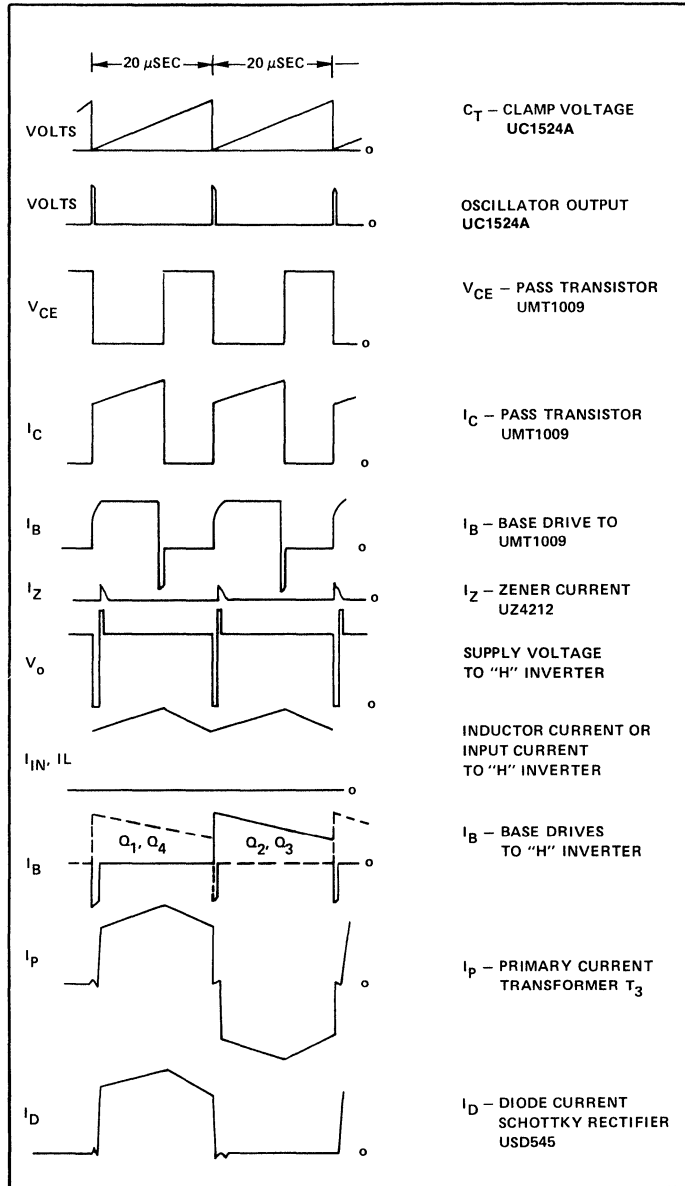 20 μSEC 20 μSEC
VOLTS
o
C_T – CLAMP VOLTAGE
UC1524A
VOLTS
o
OSCILLATOR OUTPUT
UC1524A
V_CE
o
V_CE – PASS TRANSISTOR
UMT1009
I_C
o
I_C – PASS TRANSISTOR
UMT1009
I_B
o
I_B – BASE DRIVE TO
UMT1009
I_Z
o
I_Z – ZENER CURRENT
UZ4212
V_o
o
SUPPLY VOLTAGE
TO "H" INVERTER
I_IN, IL
o
INDUCTOR CURRENT OR
INPUT CURRENT
TO "H" INVERTER
I_B
Q_1, Q_4
Q_2, Q_3
o
I_B – BASE DRIVES
TO "H" INVERTER
I_P
o
I_P – PRIMARY CURRENT
TRANSFORMER T_3
I_D
o
I_D – DIODE CURRENT
SCHOTTKY RECTIFIER
USD545